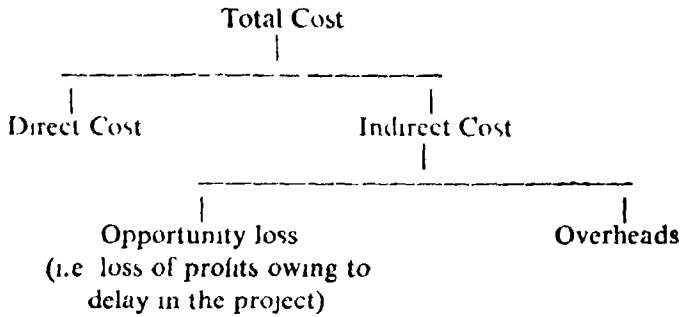 Total Cost
Direct Cost Indirect Cost
Opportunity loss Overheads
(i.e loss of profits owing to
delay in the project)